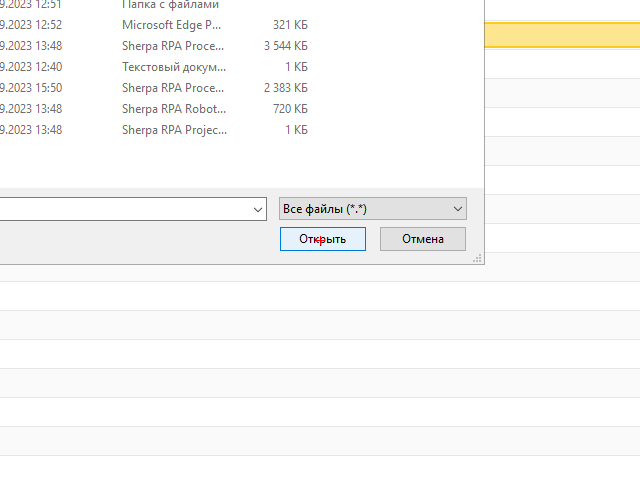 9.2023 12:51 Папка с файлами
9.2023 12:52 Microsoft Edge P... 321 КБ
9.2023 13:48 Sherpa RPA Proce... 3 544 КБ
9.2023 12:40 Текстовый докум... 1 КБ
9.2023 15:50 Sherpa RPA Proce... 2 383 КБ
9.2023 13:48 Sherpa RPA Robot... 720 КБ
9.2023 13:48 Sherpa RPA Projec... 1 КБ
Все файлы (*.*)
Открыть Отмена